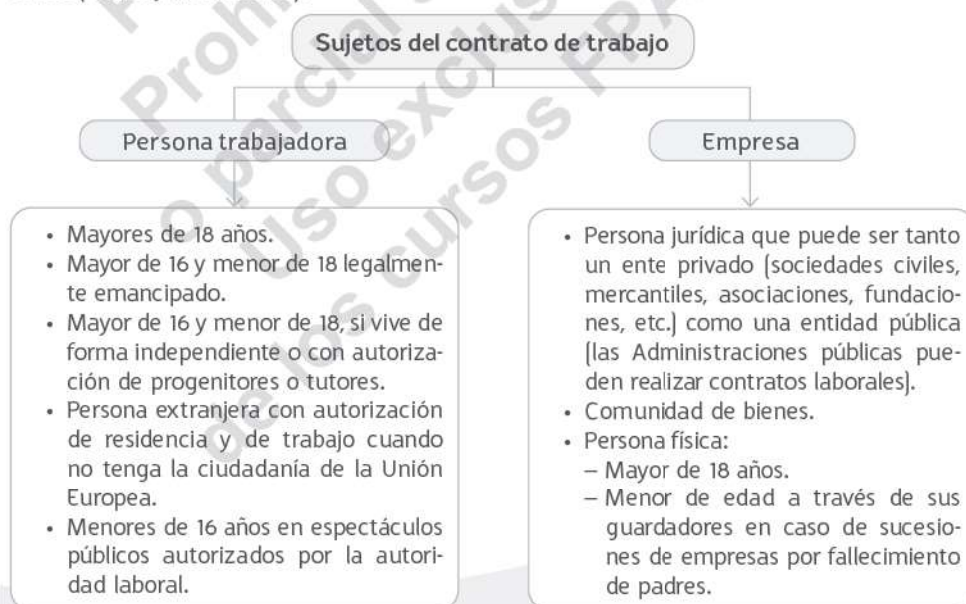 Sujetos del contrato de trabajo
Persona trabajadora
Empresa
• Mayores de 18 años.
• Mayor de 16 y menor de 18 legalmen-
te emancipado.
• Mayor de 16 y menor de 18, si vive de
forma independiente o con autoriza-
ción de progenitores o tutores.
• Persona extranjera con autorización
de residencia y de trabajo cuando
no tenga la ciudadanía de la Unión
Europea.
• Menores de 16 años en espectáculos
públicos autorizados por la autori-
dad laboral.
• Persona jurídica que puede ser tanto
un ente privado (sociedades civiles,
mercantiles, asociaciones, fundacio-
nes, etc.) como una entidad pública
(las Administraciones públicas pue-
den realizar contratos laborales).
• Comunidad de bienes.
• Persona física:
– Mayor de 18 años.
– Menor de edad a través de sus
guardadores en caso de sucesio-
nes de empresas por fallecimiento
de padres.
o parcial
de los cursos